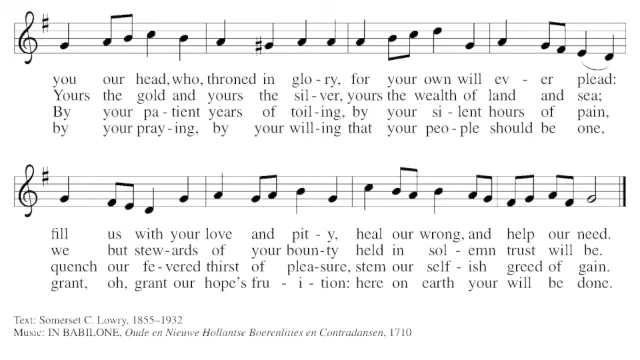 you our head, who, throned in glo - ry, for your own will ev - er plead:
Yours the gold and yours the sil - ver, yours the wealth of land and sea;
By your pa - tient years of toil - ing, by your si - lent hours of pain,
by your pray - ing, by your will - ing that your peo - ple should be one,
fill us with your love and pit - y, heal our wrong, and help our need.
we but stew - ards of your boun - ty held in sol - emn trust will be.
quench our fe - vered thirst of plea - sure, stem our self - ish greed of gain.
grant, oh, grant our hope's fru - i - tion: here on earth your will be done.
Text: Somerset C. Lowry, 1855–1932
Music: IN BABILONE, Oude en Nieuwe Hollantse Boerenlities en Contradansen, 1710